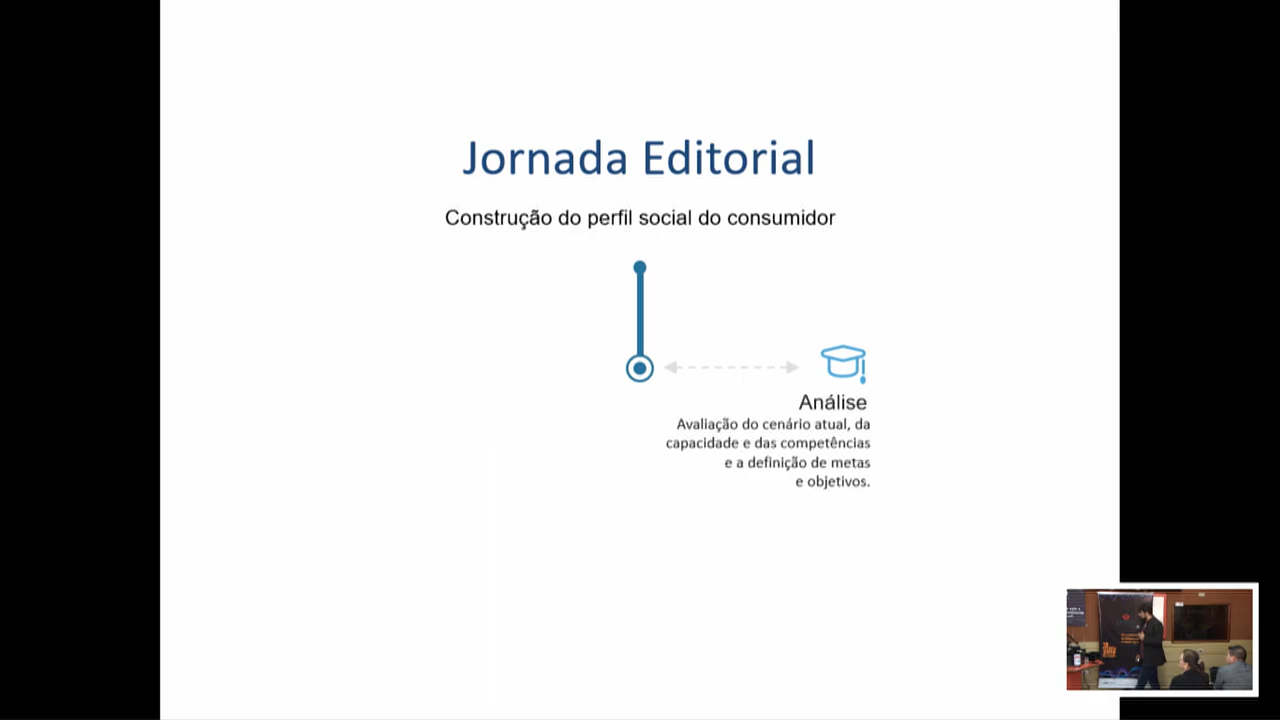 Jornada Editorial
Construção do perfil social do consumidor
Análise
Avaliação do cenário atual, da
capacidade e das competências
e a definição de metas
e objetivos.